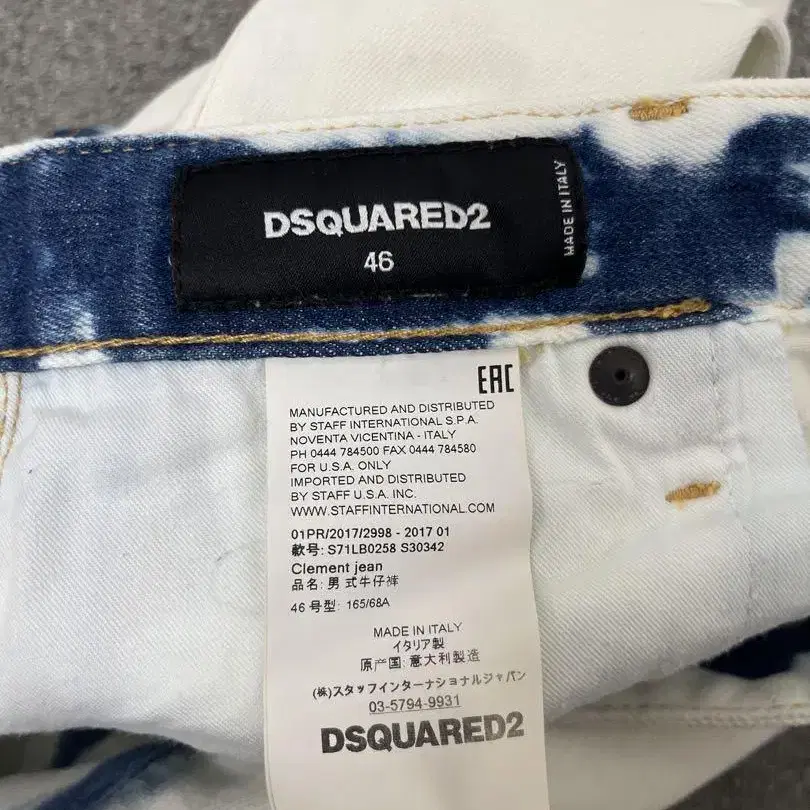 DSQUARED2
46
MADE IN ITALY
EAC
MANUFACTURED AND DISTRIBUTED
BY STAFF INTERNATIONAL S.P.A.
NOVENTA VICENTINA - ITALY
PH 0444 784500 FAX 0444 784580
FOR U.S.A. ONLY
IMPORTED AND DISTRIBUTED
BY STAFF U.S.A. INC.
WWW.STAFFINTERNATIONAL.COM
01PR/2017/2998 - 2017 01
款号: S71LB0258 S30342
Clement jean
品名: 男式牛仔裤
46 号型: 165/68A
MADE IN ITALY
イタリア製
原产国: 意大利製造
(株)スタッフインターナショナルジャパン
03-5794-9931
DSQUARED2